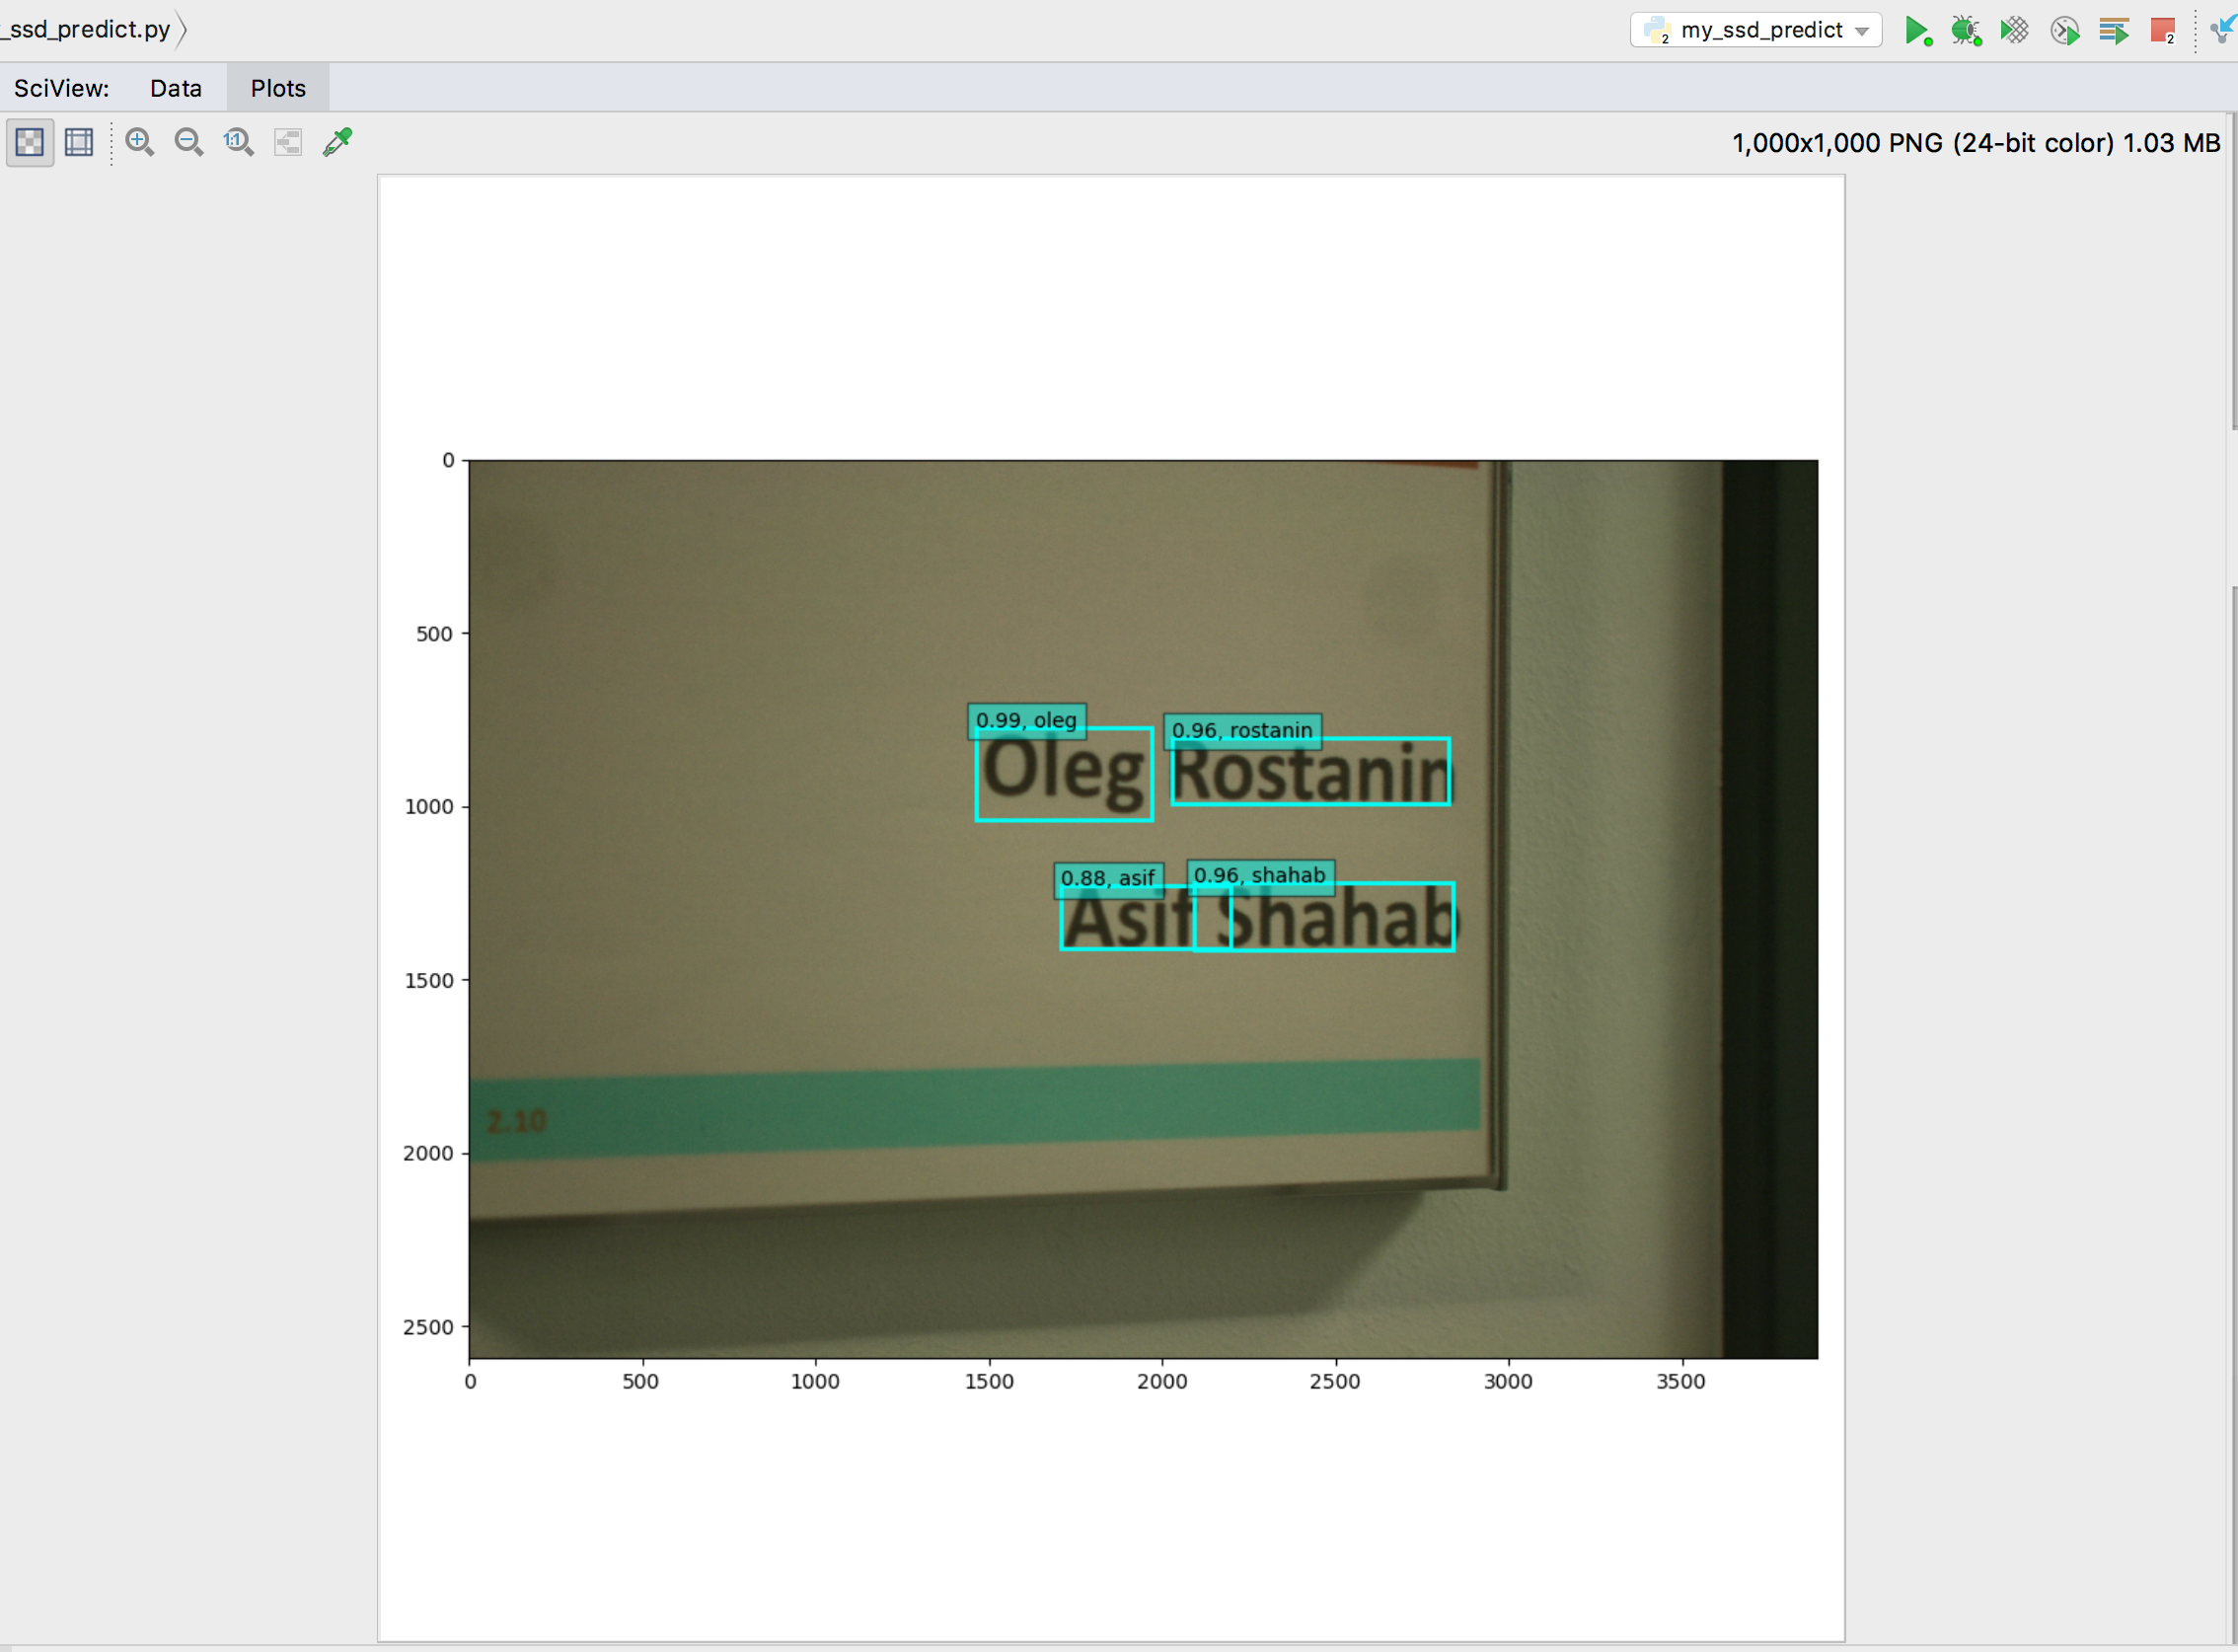 _ssd_predict.py
my_ssd_predict
SciView: Data Plots
1,000x1,000 PNG (24-bit color) 1.03 MB
0
500
1000
1500
2000
2500
0.99, oleg
0.96, rostanin
Oleg Rostanin
0.88, asif
0.96, shahab
Asif Shahab
2.10
0 500 1000 1500 2000 2500 3000 3500